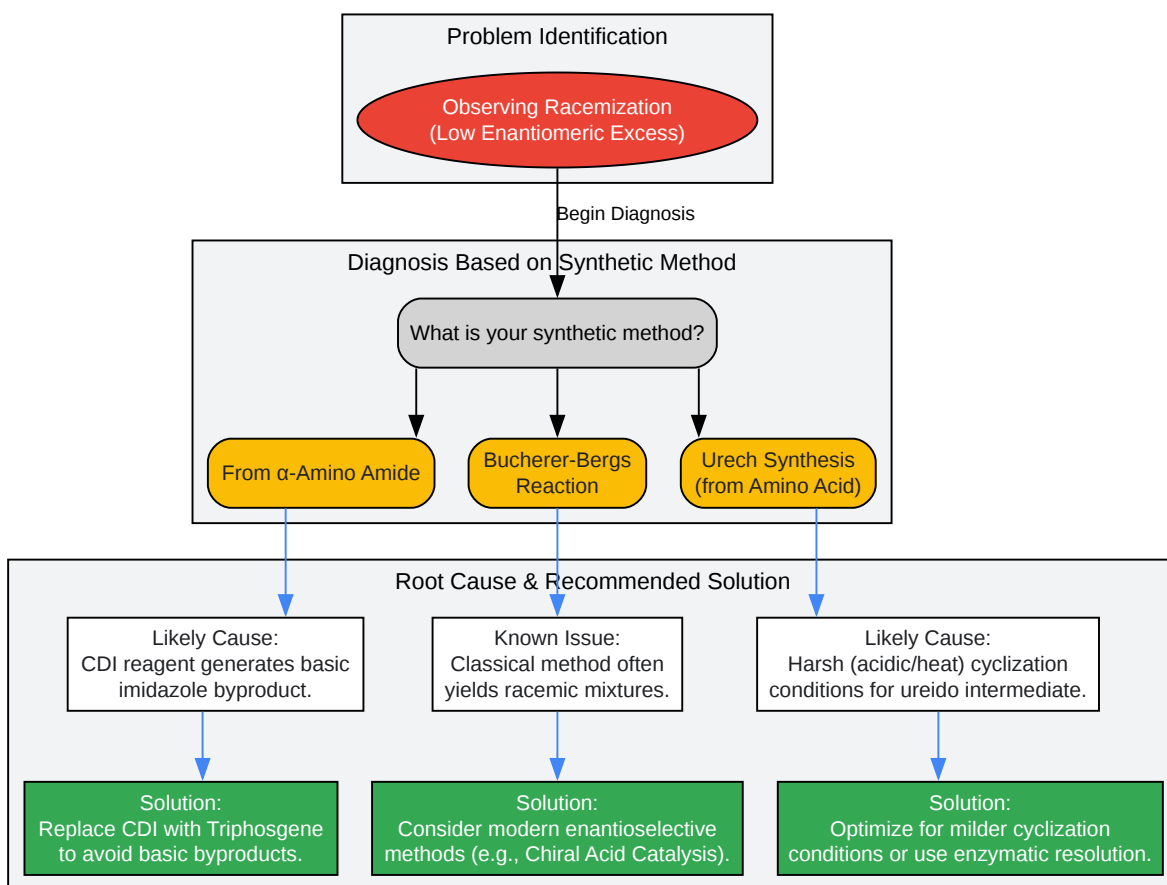 Problem Identification
Observing Racemization
(Low Enantiomeric Excess)
Begin Diagnosis
Diagnosis Based on Synthetic Method
What is your synthetic method?
From α-Amino Amide
Bucherer-Bergs
Reaction
Urech Synthesis
(from Amino Acid)
Root Cause & Recommended Solution
Likely Cause:
CDI reagent generates basic
imidazole byproduct.
Known Issue:
Classical method often
yields racemic mixtures.
Likely Cause:
Harsh (acidic/heat) cyclization
conditions for ureido intermediate.
Solution:
Replace CDI with Triphosgene
to avoid basic byproducts.
Solution:
Consider modern enantioselective
methods (e.g., Chiral Acid Catalysis).
Solution:
Optimize for milder cyclization
conditions or use enzymatic resolution.